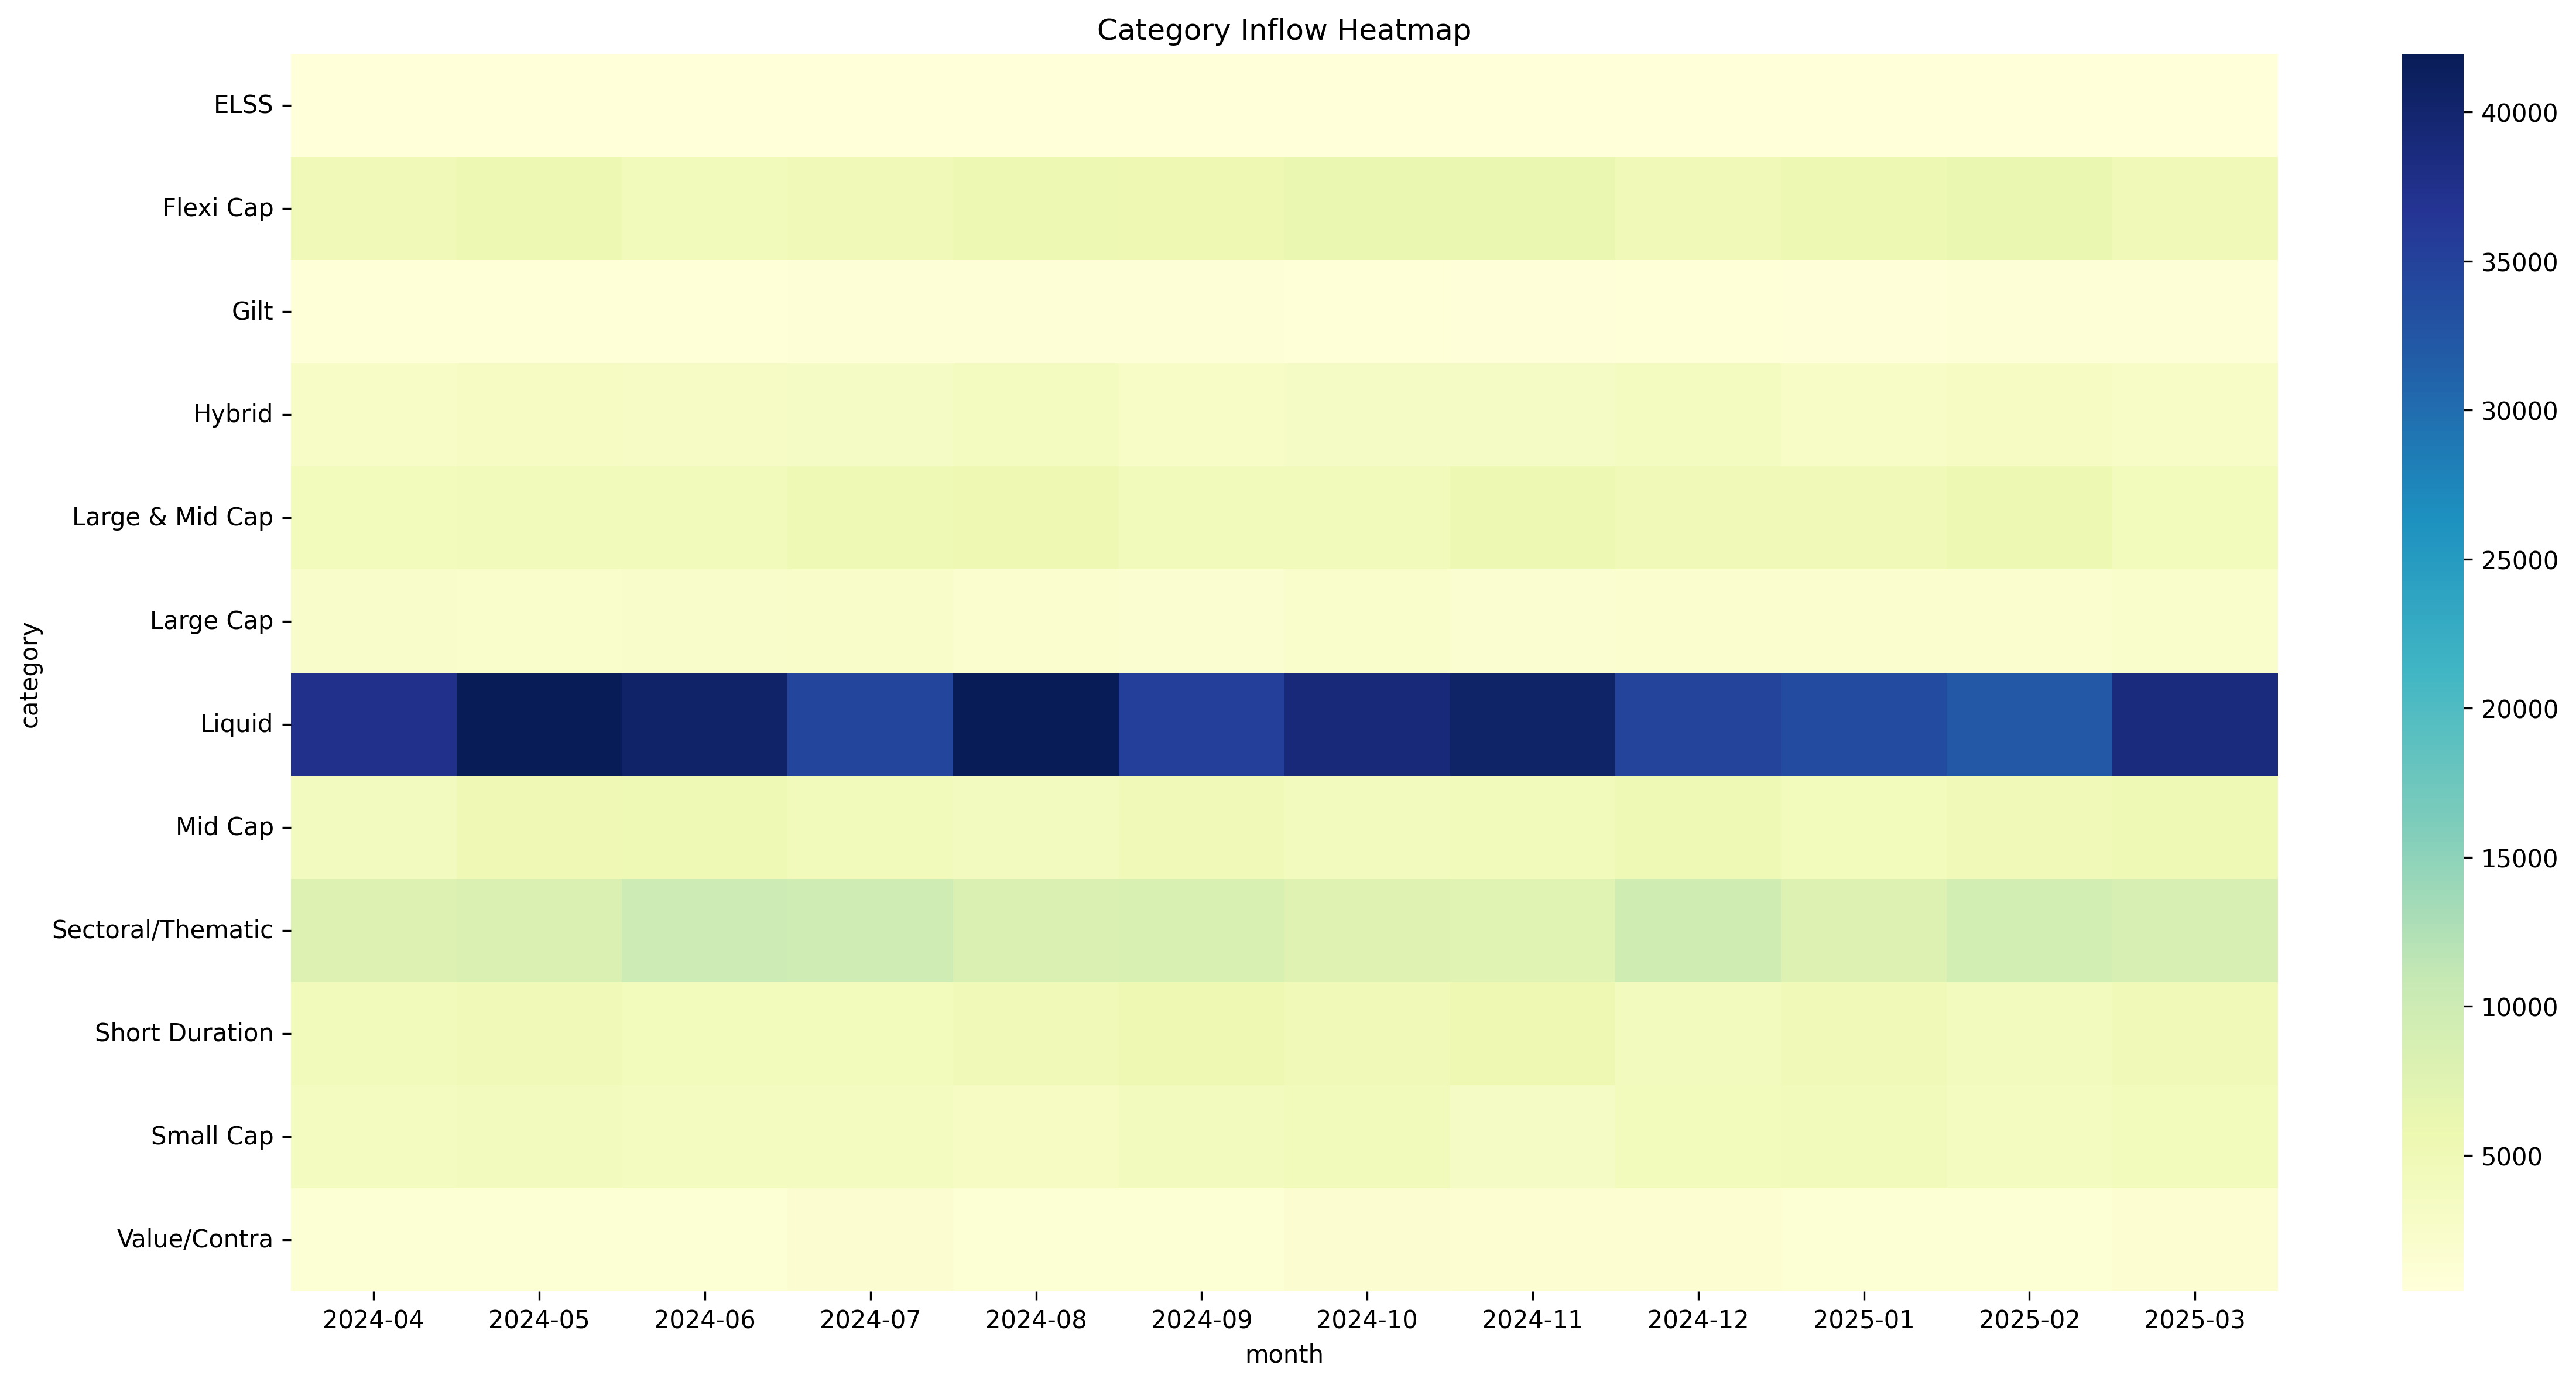 Category Inflow Heatmap
category
ELSS
Flexi Cap
Gilt
Hybrid
Large & Mid Cap
Large Cap
Liquid
Mid Cap
Sectoral/Thematic
Short Duration
Small Cap
Value/Contra
2024-04 2024-05 2024-06 2024-07 2024-08 2024-09 2024-10 2024-11 2024-12 2025-01 2025-02 2025-03
month
40000
35000
30000
25000
20000
15000
10000
5000